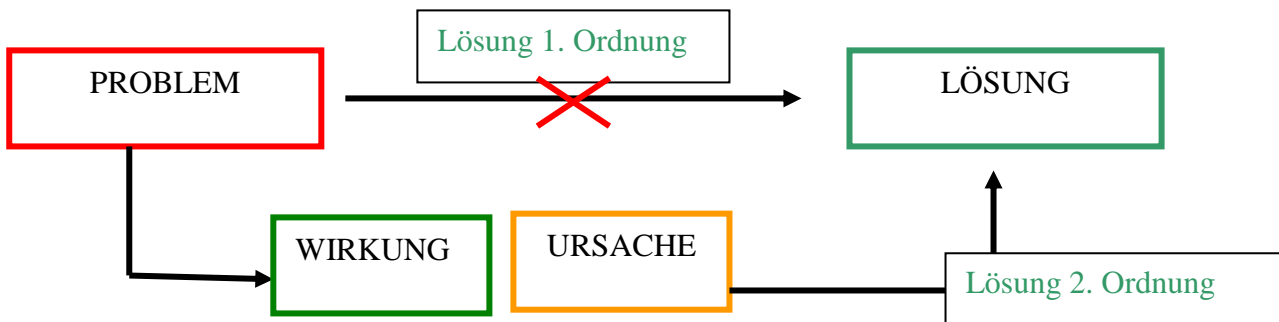 Lösung 1. Ordnung
PROBLEM
LÖSUNG
WIRKUNG
URSACHE
Lösung 2. Ordnung